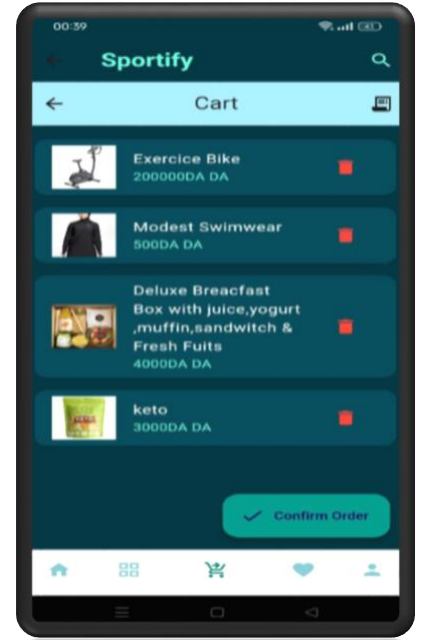 00:39
Sportify
Cart
Exercice Bike
200000DA DA
Modest Swimwear
500DA DA
Deluxe Breacfast
Box with juice,yogurt
,muffin,sandwitch &
Fresh Fuits
4000DA DA
keto
3000DA DA
Confirm Order